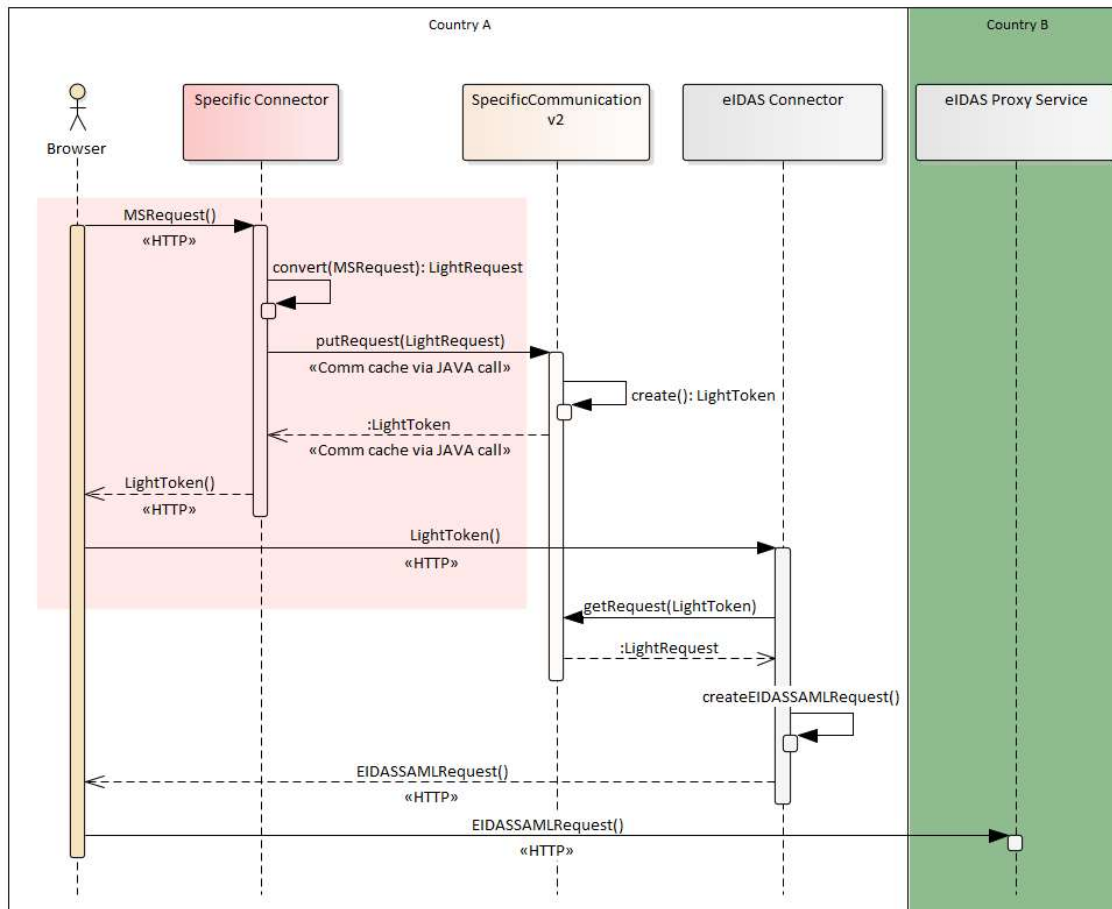 Country A
Country B
Specific Connector
SpecificCommunication
v2
eIDAS Connector
eIDAS Proxy Service
Browser
MSRequest()
«HTTP»
convert(MSRequest): LightRequest
putRequest(LightRequest)
«Comm cache via JAVA call»
create(): LightToken
:LightToken
«Comm cache via JAVA call»
LightToken()
«HTTP»
LightToken()
«HTTP»
getRequest(LightToken)
:LightRequest
createEIDASSAMLRequest()
EIDASSAMLRequest()
«HTTP»
EIDASSAMLRequest()
«HTTP»